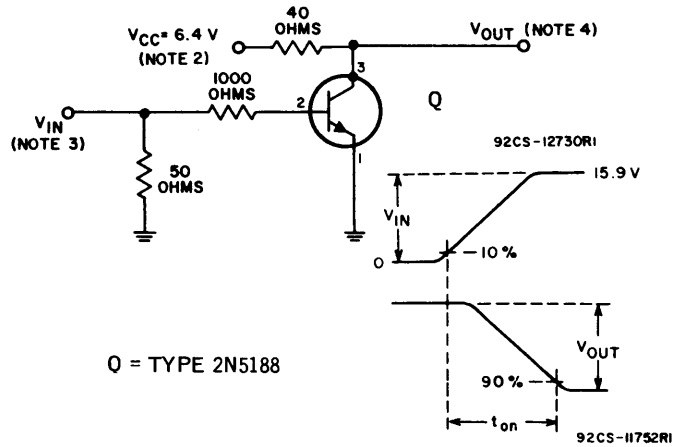 40
OHMS
VCC= 6.4 V
(NOTE 2)
VOUT (NOTE 4)
3
1000
OHMS
2
Q
VIN
(NOTE 3)
1
92CS-12730R1
50
OHMS
15.9 V
VIN
10%
0
Q = TYPE 2N5188
VOUT
90%
ton
92CS-11752R1